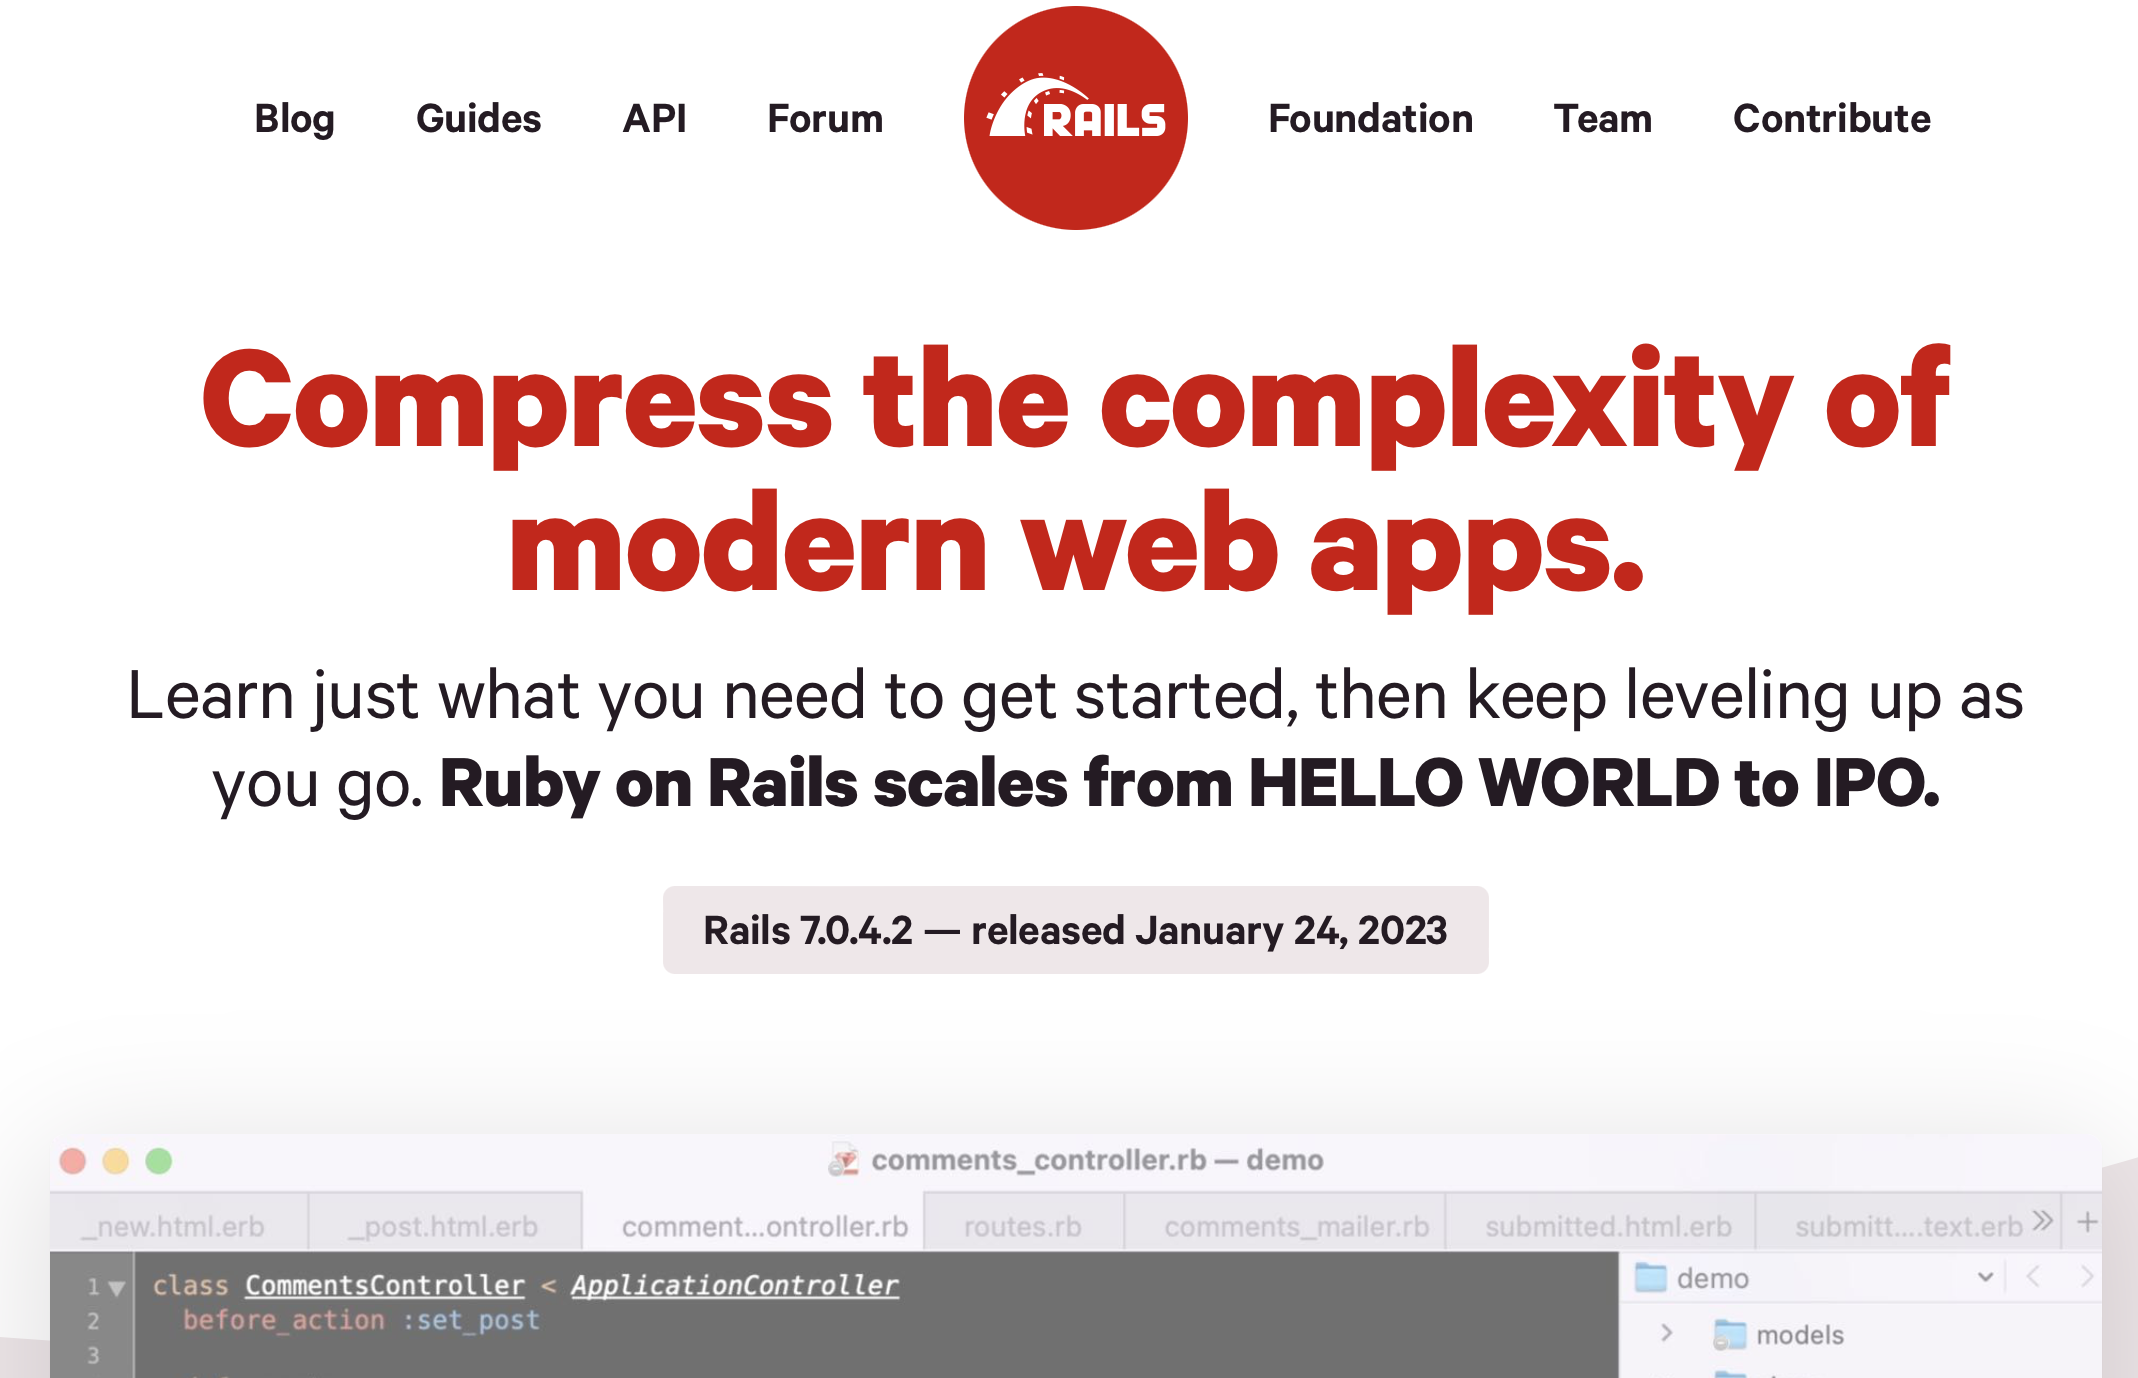 Blog Guides API Forum RAILS Foundation Team Contribute
Compress the complexity of
modern web apps.
Learn just what you need to get started, then keep leveling up as
you go. Ruby on Rails scales from HELLO WORLD to IPO.
Rails 7.0.4.2 — released January 24, 2023
comments_controller.rb — demo
_new.html.erb _post.html.erb comment...ontroller.rb routes.rb comments_mailer.rb submitted.html.erb submitt....text.erb
1 class CommentsController < ApplicationController
demo
2 before_action :set_post
models
3